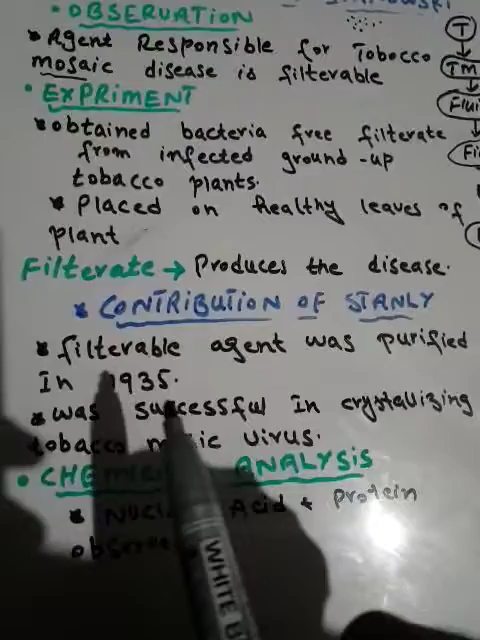 • OBSERVATION
* Agent Responsible for Tobocco
mosaic disease is filterable
• EXPRIMENT
* obtained bacteria free filterate
from infected ground-up
tobacco plants.
* Placed on healthy leaves of
plant
Filterate → Produces the disease.
* CONTRIBUTION OF STANLY
* filterable agent was purified
In 1935.
* was successful In crystallizing
tobacco virus.
• ANALYSIS
* Acid & Protein
T
TM
WHITE B